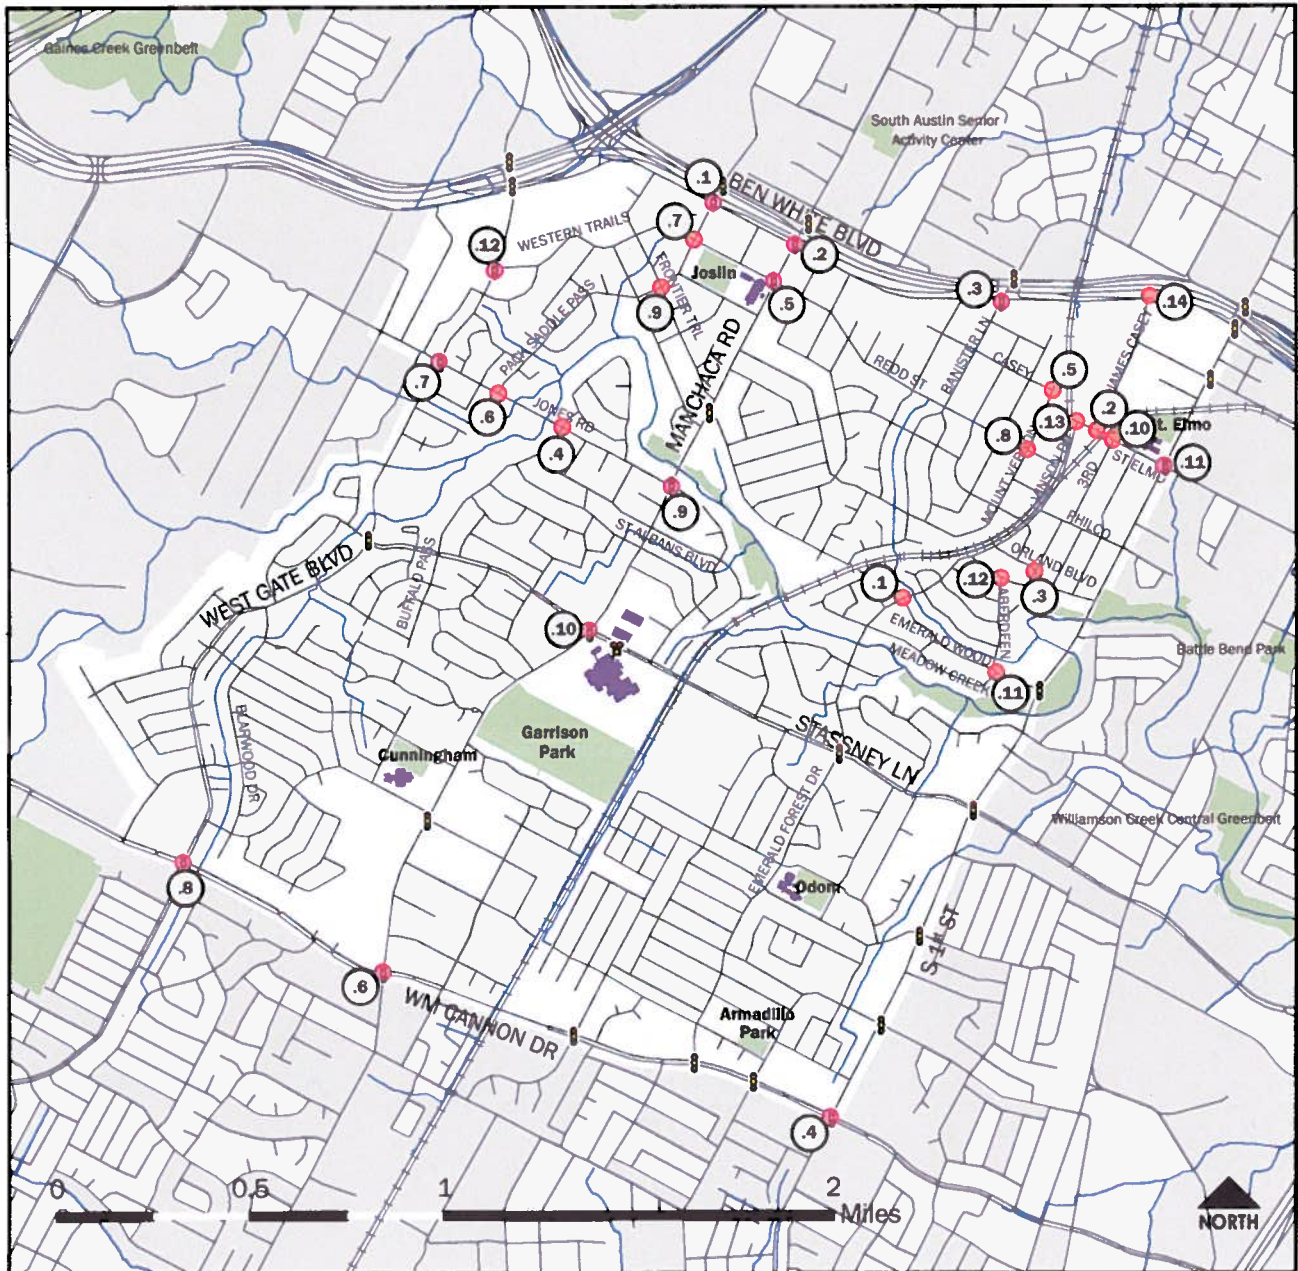 Gaines Creek Greenbelt
South Austin Senior
Activity Center
.1
BEN WHITE BLVD
.7
WESTERN TRAILS
.12
.2
Joslin
FRONTIER TRL
.3
.14
.5
.9
PACK SADDLE PASS
MANCHACA RD
BANISTER LN
JAMES CASEY
REDD ST
CASEY
.5
.7
.6
JONES RD
.2
.13
.10
t. Elmo
.8
.4
ST ELMO
.11
MOUNT VERNON
VINSON
3RD
.9
PHILCO
ST ALBANS BLVD
ORLAND BLVD
WEST GATE BLVD
BUFFALO PASS
.1
.12
.3
ABERDEEN
.10
EMERALD WOOD
MEADOW CREEK
Battle Bend Park
.11
BLARWOOD DR
Garrison
Park
STASSNEY LN
Cunningham
EMERALD FOREST DR
Williamson Creek Central Greenbelt
.8
Odom
S 1st ST
.6
WM CANNON DR
Armadillo
Park
.4
0 0.5 1 2
Miles
NORTH